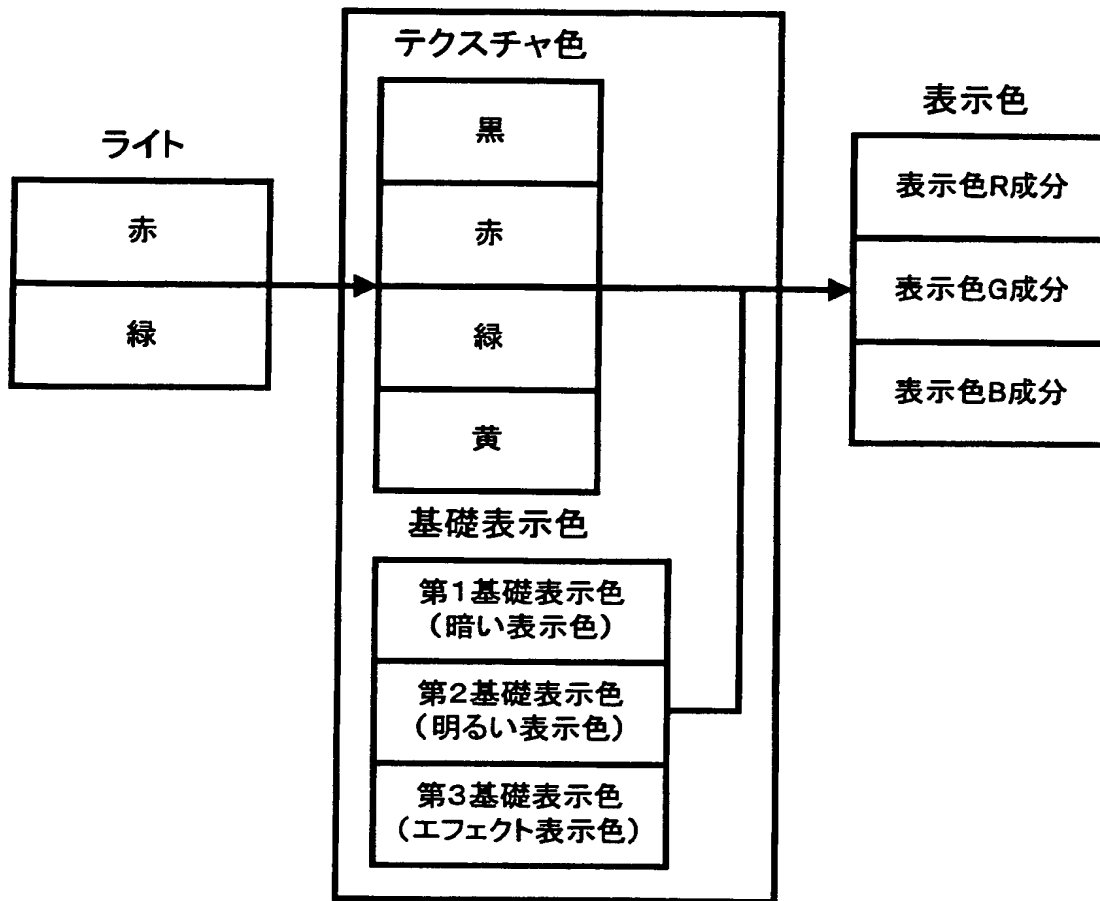 ライト
赤
緑
テクスチャ色
黒
赤
緑
黄
基礎表示色
第1基礎表示色
(暗い表示色)
第2基礎表示色
(明るい表示色)
第3基礎表示色
(エフェクト表示色)
表示色
表示色R成分
表示色G成分
表示色B成分